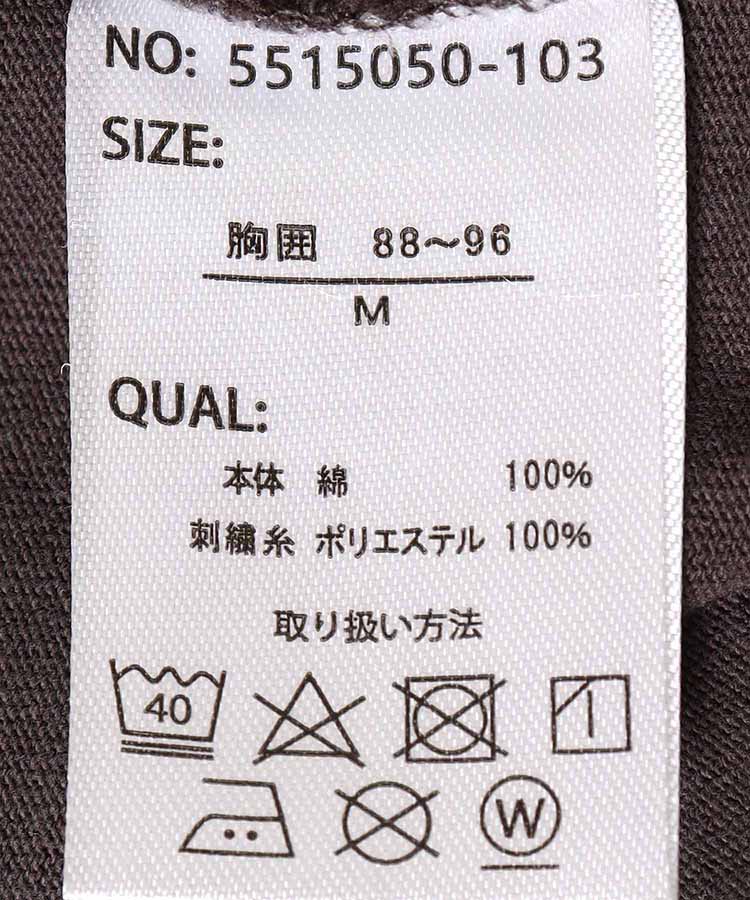 NO: 5515050-103
SIZE:
胸囲 88～96
M
QUAL:
本体 綿 100%
刺繍糸 ポリエステル 100%
取り扱い方法
40
W